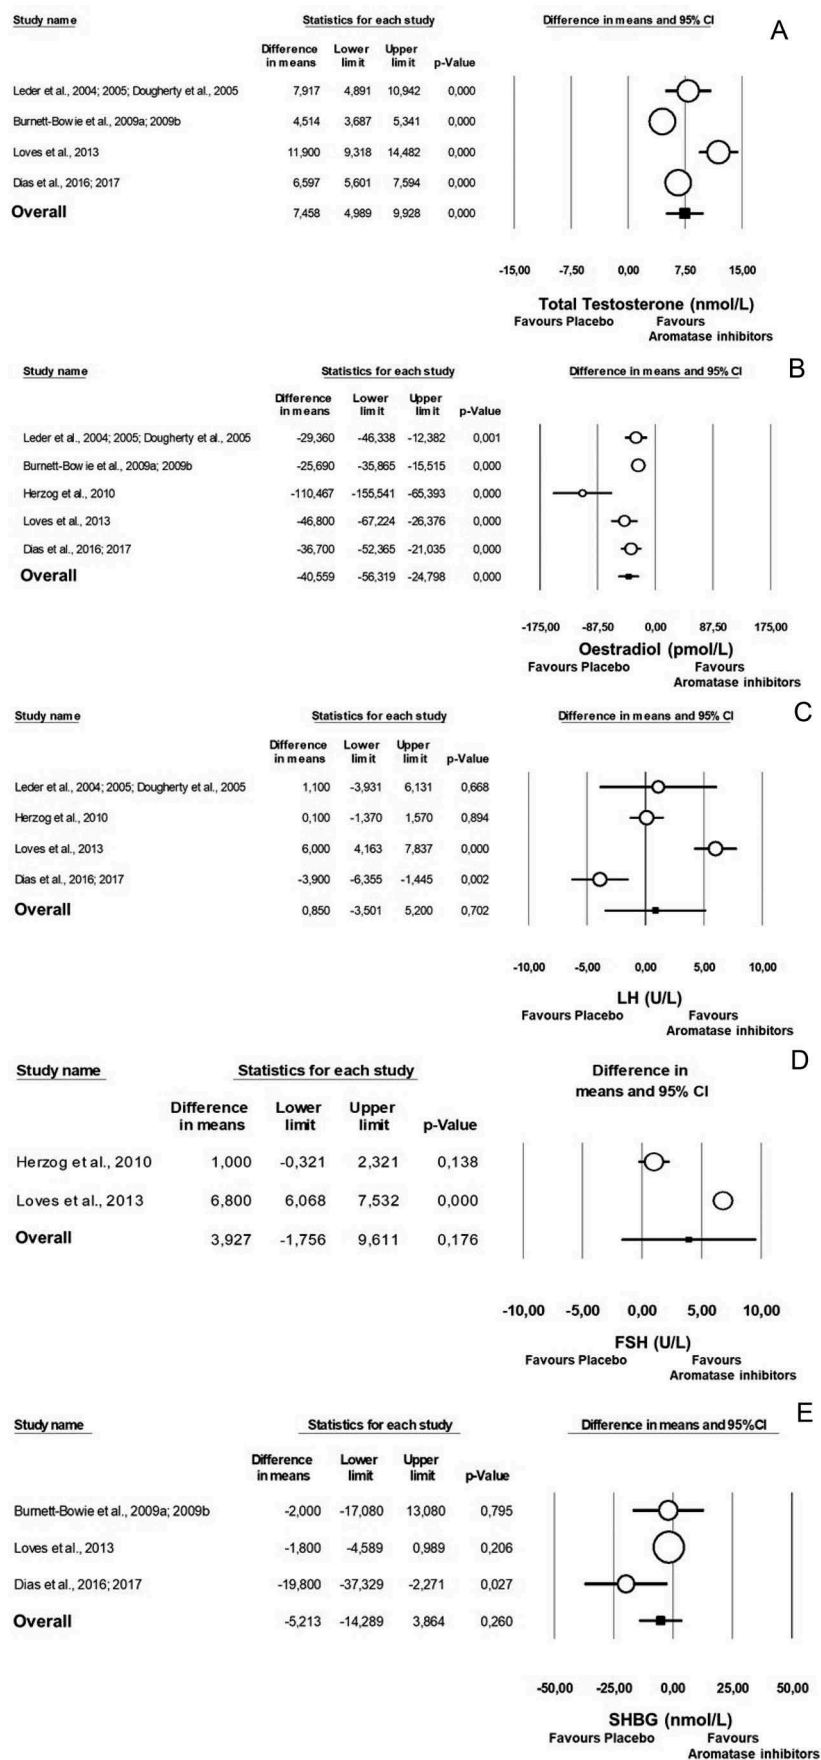 Study name Statistics for each study Difference in means and 95% CI A
Difference in means Lower limit Upper limit p-Value
Leder et al., 2004; 2005; Dougherty et al., 2005 7,917 4,891 10,942 0,000
Burnett-Bowie et al., 2009a; 2009b 4,514 3,687 5,341 0,000
Loves et al., 2013 11,900 9,318 14,482 0,000
Dias et al., 2016; 2017 6,597 5,601 7,594 0,000
Overall 7,458 4,989 9,928 0,000
-15,00 -7,50 0,00 7,50 15,00
Total Testosterone (nmol/L)
Favours Placebo Favours
Aromatase inhibitors
Study name Statistics for each study Difference in means and 95% CI B
Difference in means Lower limit Upper limit p-Value
Leder et al., 2004; 2005; Dougherty et al., 2005 -29,360 -46,338 -12,382 0,001
Burnett-Bowie et al., 2009a; 2009b -25,690 -35,865 -15,515 0,000
Herzog et al., 2010 -110,467 -155,541 -65,393 0,000
Loves et al., 2013 -46,800 -67,224 -26,376 0,000
Dias et al., 2016; 2017 -36,700 -52,365 -21,035 0,000
Overall -40,559 -56,319 -24,798 0,000
-175,00 -87,50 0,00 87,50 175,00
Oestradiol (pmol/L)
Favours Placebo Favours
Aromatase inhibitors
Study name Statistics for each study Difference in means and 95% CI C
Difference in means Lower limit Upper limit p-Value
Leder et al., 2004; 2005; Dougherty et al., 2005 1,100 -3,931 6,131 0,668
Herzog et al., 2010 0,100 -1,370 1,570 0,894
Loves et al., 2013 6,000 4,163 7,837 0,000
Dias et al., 2016; 2017 -3,900 -6,355 -1,445 0,002
Overall 0,850 -3,501 5,200 0,702
-10,00 -5,00 0,00 5,00 10,00
LH (U/L)
Favours Placebo Favours
Aromatase inhibitors
Study name Statistics for each study Difference in means and 95% CI D
Difference in means Lower limit Upper limit p-Value
Herzog et al., 2010 1,000 -0,321 2,321 0,138
Loves et al., 2013 6,800 6,068 7,532 0,000
Overall 3,927 -1,756 9,611 0,176
-10,00 -5,00 0,00 5,00 10,00
FSH (U/L)
Favours Placebo Favours
Aromatase inhibitors
Study name Statistics for each study Difference in means and 95%CI E
Difference in means Lower limit Upper limit p-Value
Burnett-Bowie et al., 2009a; 2009b -2,000 -17,080 13,080 0,795
Loves et al., 2013 -1,800 -4,589 0,989 0,206
Dias et al., 2016; 2017 -19,800 -37,329 -2,271 0,027
Overall -5,213 -14,289 3,864 0,260
-50,00 -25,00 0,00 25,00 50,00
SHBG (nmol/L)
Favours Placebo Favours
Aromatase inhibitors